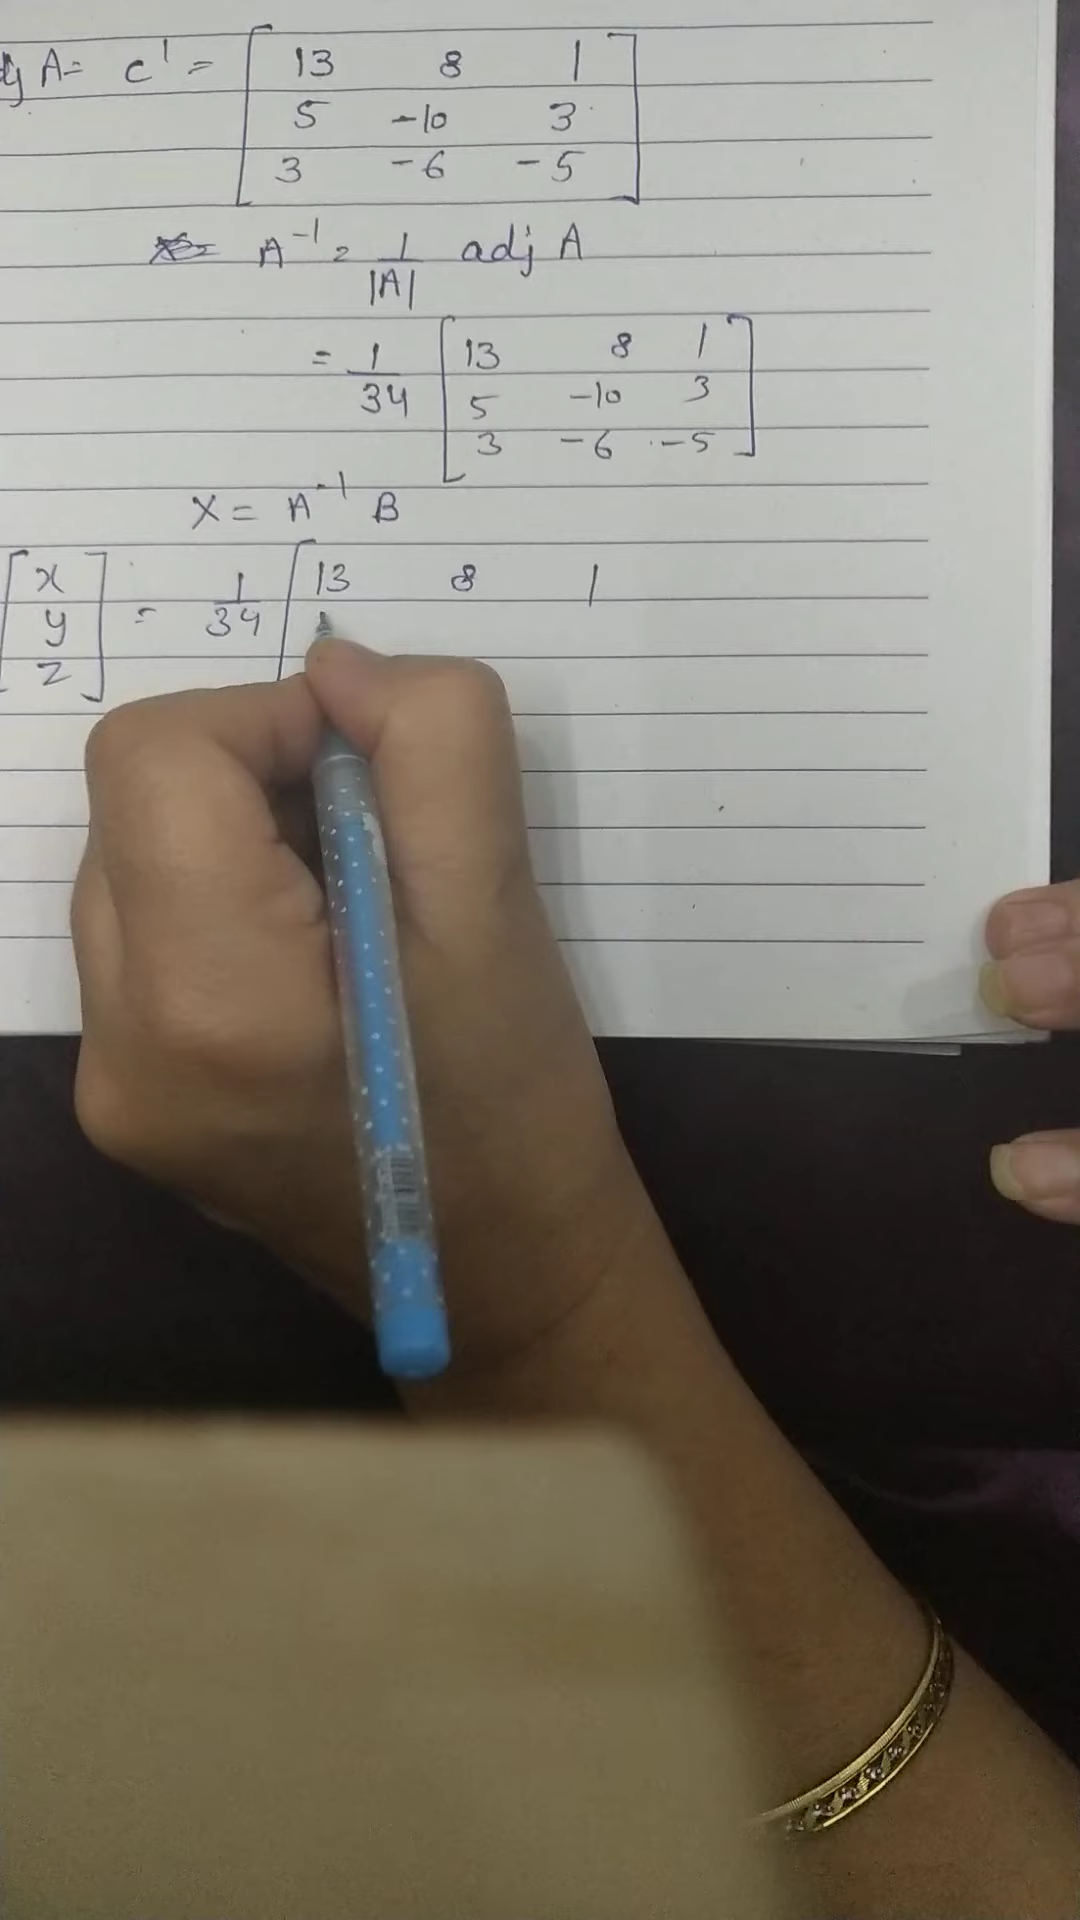 adj A = C' = [ 13 8 1
5 -10 3
3 -6 -5 ]
A⁻¹ = 1/|A| adj A
= 1/34 [ 13 8 1
5 -10 3
3 -6 -5 ]
X = A⁻¹ B
[ x
y
z ] = 1/34 [ 13 8 1